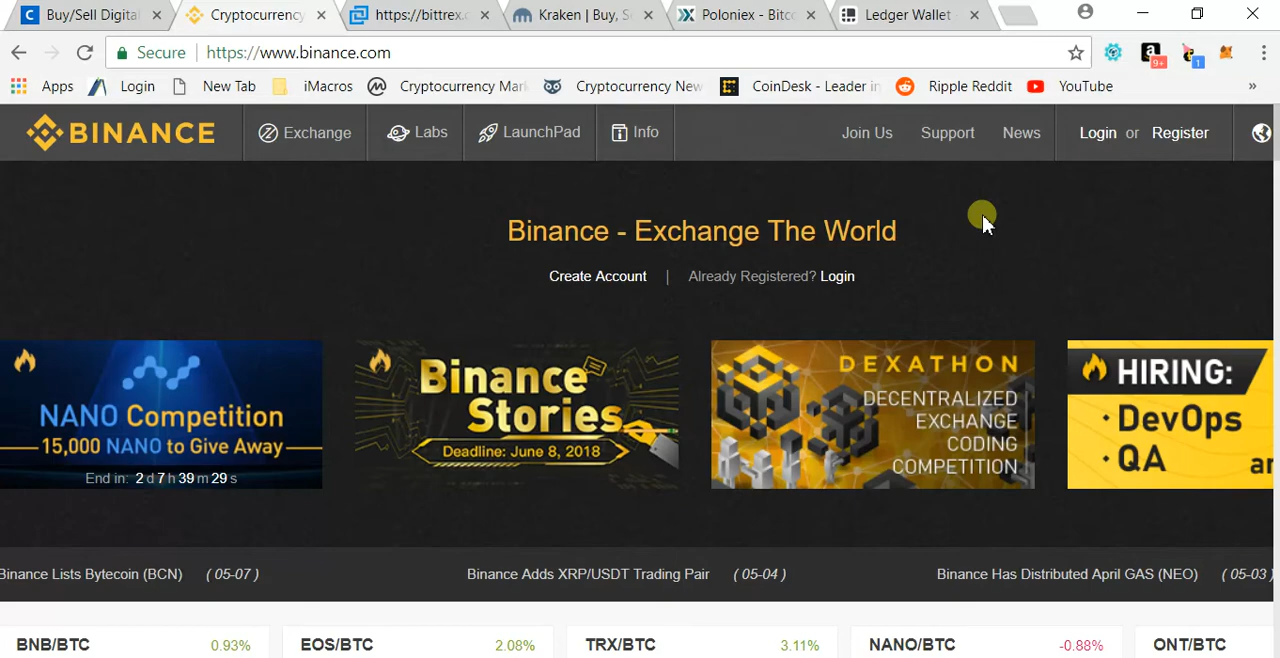 Buy/Sell Digital
Cryptocurrency
https://bittrex.c
Kraken | Buy, S
Poloniex - Bitc
Ledger Wallet
Secure
https://www.binance.com
9+
1
Apps
Login
New Tab
iMacros
Cryptocurrency Mar
Cryptocurrency New
CoinDesk - Leader in
Ripple Reddit
YouTube
»
BINANCE
Exchange
Labs
LaunchPad
Info
Join Us
Support
News
Login or Register
Binance - Exchange The World
Create Account | Already Registered? Login
NANO Competition
15,000 NANO to Give Away
End in: 2 d 7 h 39 m 29 s
Binance
Stories
Deadline: June 8, 2018
DEXATHON
DECENTRALIZED
EXCHANGE
CODING
COMPETITION
HIRING:
· DevOps
· QA
ar
Binance Lists Bytecoin (BCN) ( 05-07 )
Binance Adds XRP/USDT Trading Pair ( 05-04 )
Binance Has Distributed April GAS (NEO) ( 05-03 )
BNB/BTC 0.93%
EOS/BTC 2.08%
TRX/BTC 3.11%
NANO/BTC -0.88%
ONT/BTC